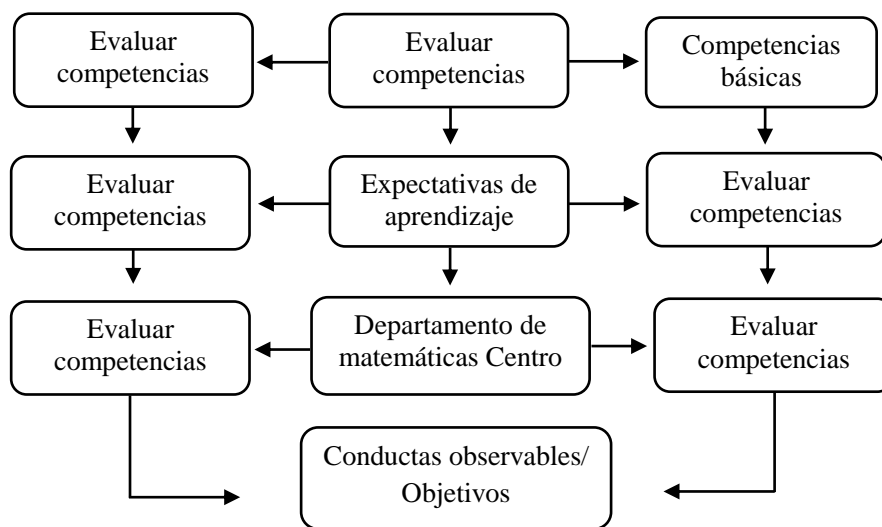 Evaluar
competencias
Evaluar
competencias
Competencias
básicas
Evaluar
competencias
Expectativas de
aprendizaje
Evaluar
competencias
Evaluar
competencias
Departamento de
matemáticas Centro
Evaluar
competencias
Conductas observables/
Objetivos